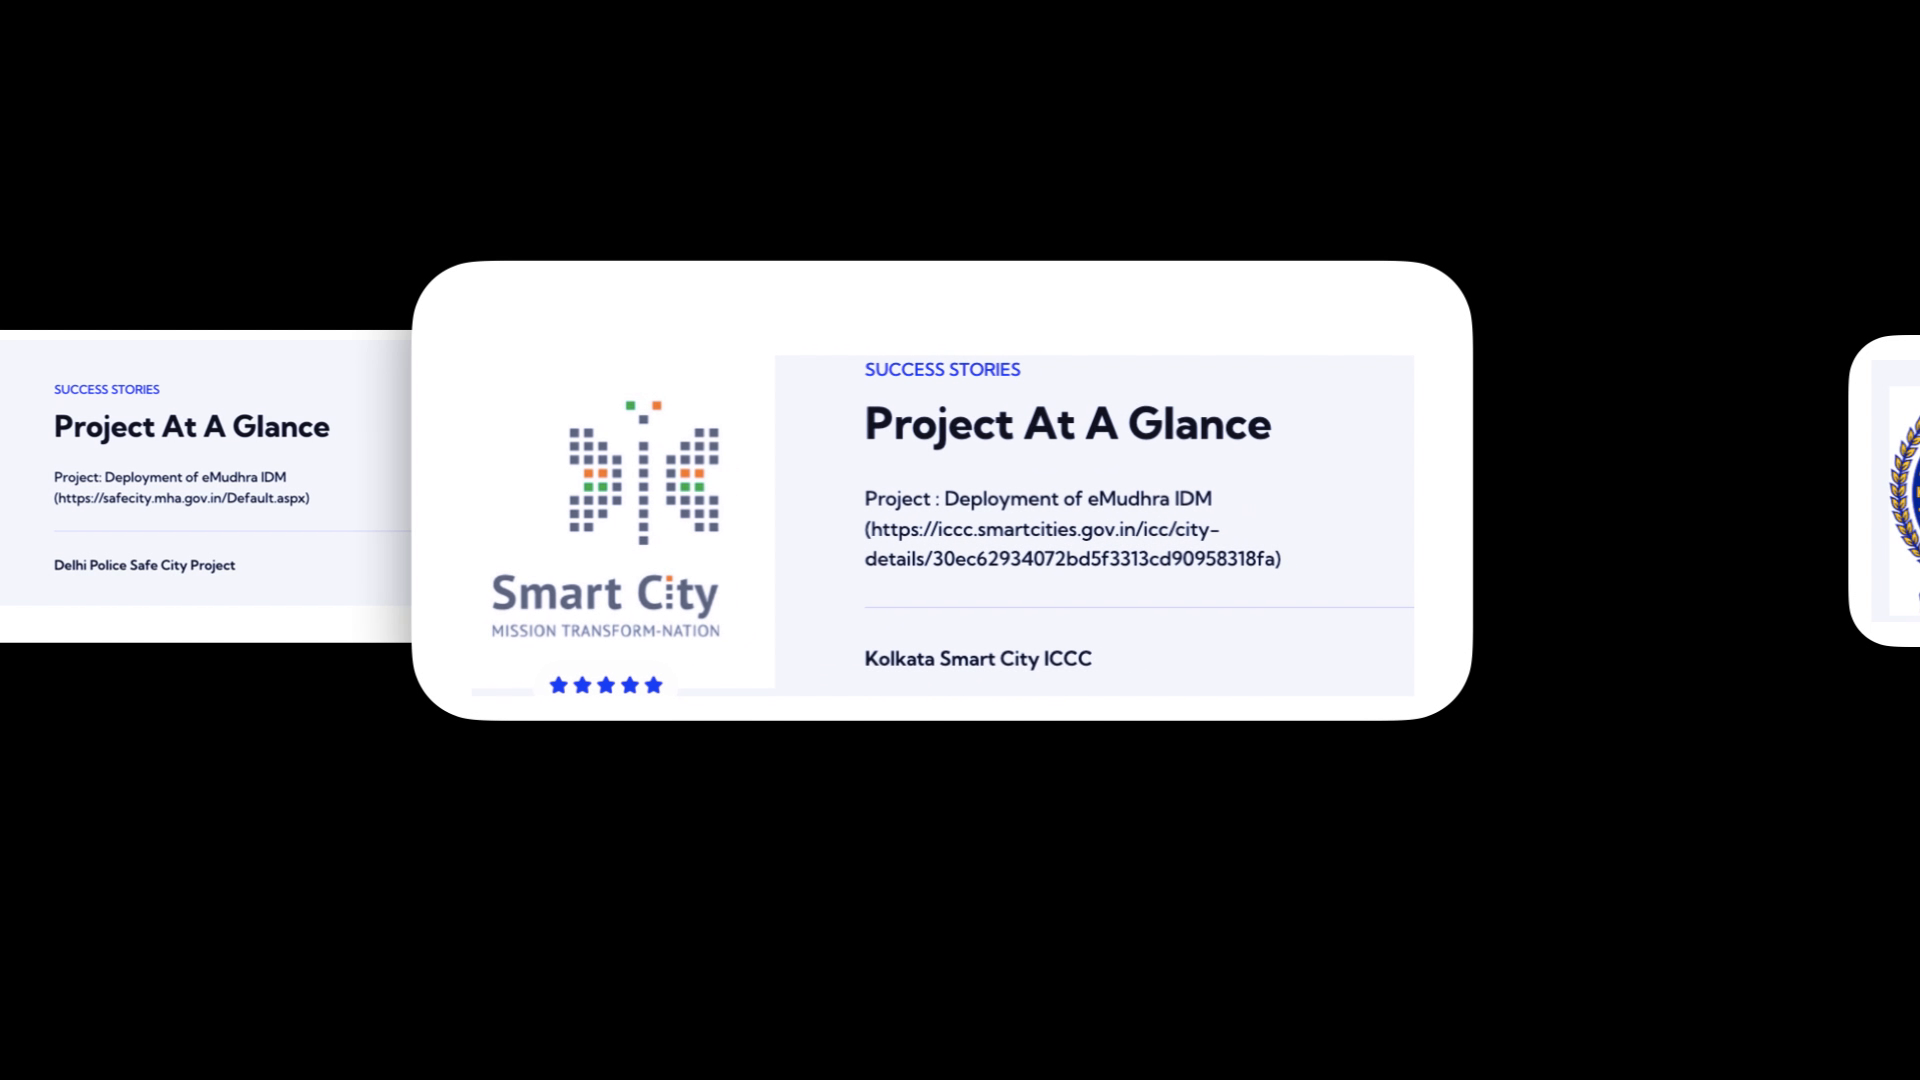 SUCCESS STORIES
Project At A Glance
Project: Deployment of eMudhra IDM
(https://safecity.mha.gov.in/Default.aspx)
Delhi Police Safe City Project
Smart City
MISSION TRANSFORM-NATION
SUCCESS STORIES
Project At A Glance
Project : Deployment of eMudhra IDM
(https://iccc.smartcities.gov.in/icc/city-
details/30ec62934072bd5f3313cd90958318fa)
Kolkata Smart City ICCC